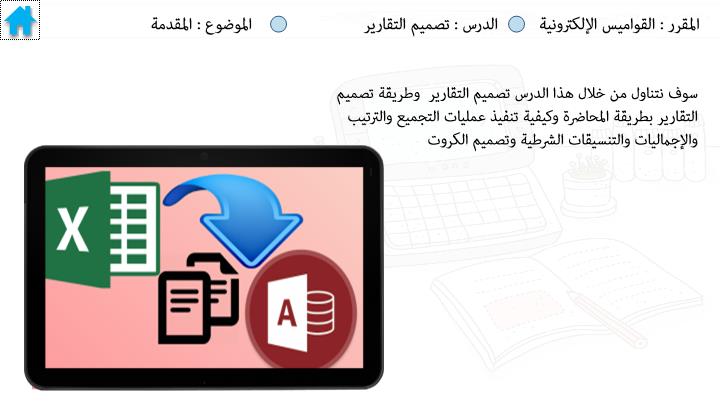 المقرر : القواميس الإلكترونية الدرس : تصميم التقارير الموضوع : المقدمة
سوف نتناول من خلال هذا الدرس تصميم التقارير وطريقة تصميم
التقارير بطريقة المحاضرة وكيفية تنفيذ عمليات التجميع والترتيب
والإجماليات والتنسيقات الشرطية وتصميم الكروت
X
A